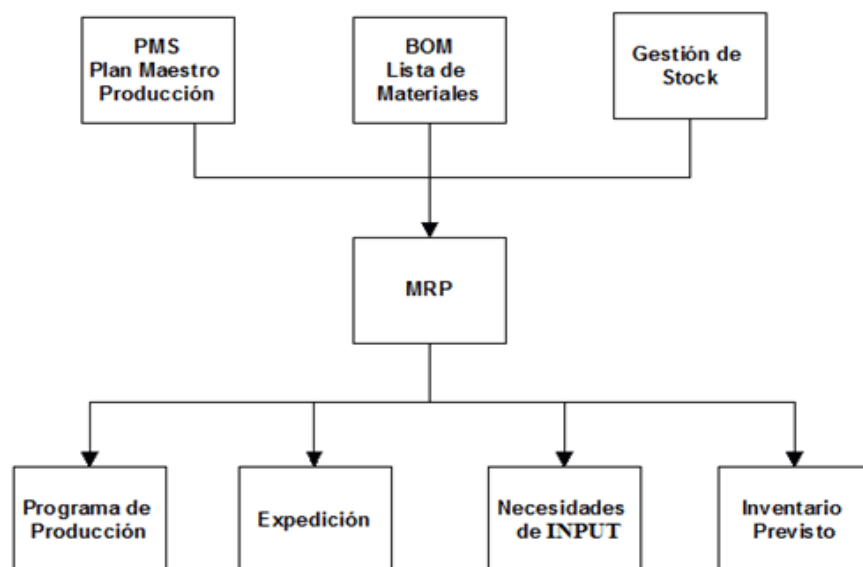 PMS
Plan Maestro
Producción
BOM
Lista de
Materiales
Gestión de
Stock
MRP
Programa de
Producción
Expedición
Necesidades
de INPUT
Inventario
Previsto